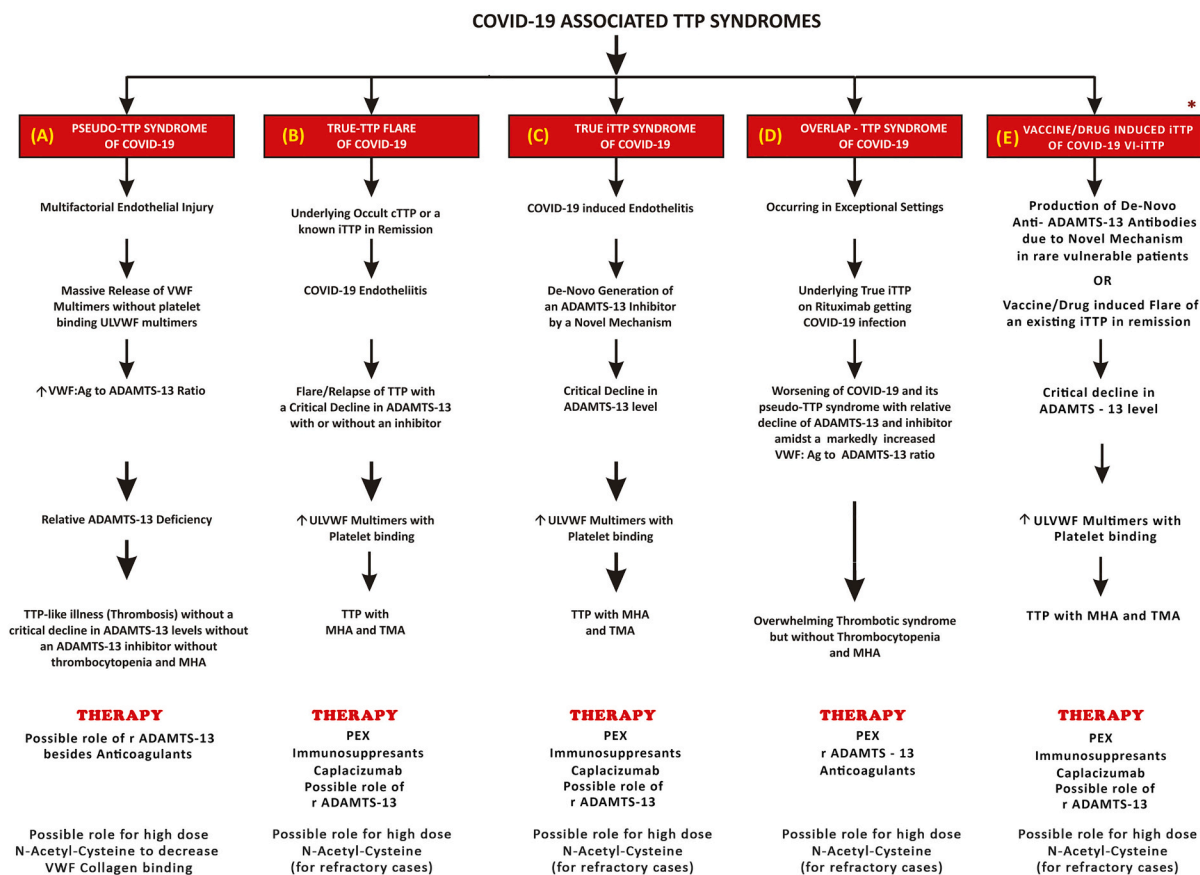 COVID-19 ASSOCIATED TTP SYNDROMES
(A)
PSEUDO-TTP SYNDROME
OF COVID-19
Multifactorial Endothelial Injury
Massive Release of VWF
Multimers without platelet
binding ULVWF multimers
↑VWF:Ag to ADAMTS-13 Ratio
Relative ADAMTS-13 Deficiency
TTP-like illness (Thrombosis) without a
critical decline in ADAMTS-13 levels without
an ADAMTS-13 inhibitor without
thrombocytopenia and MHA
THERAPY
Possible role of r ADAMTS-13
besides Anticoagulants
Possible role for high dose
N-Acetyl-Cysteine to decrease
VWF Collagen binding
(B)
TRUE-TTP FLARE
OF COVID-19
Underlying Occult cTTP or a
known iTTP in Remission
COVID-19 Endotheliitis
Flare/Relapse of TTP with
a Critical Decline in ADAMTS-13
with or without an inhibitor
↑ULVWF Multimers with
Platelet binding
TTP with
MHA and TMA
THERAPY
PEX
Immunosuppresants
Caplacizumab
Possible role of
r ADAMTS-13
Possible role for high dose
N-Acetyl-Cysteine
(for refractory cases)
(C)
TRUE iTTP SYNDROME
OF COVID-19
COVID-19 induced Endothelitis
De-Novo Generation of
an ADAMTS-13 Inhibitor
by a Novel Mechanism
Critical Decline in
ADAMTS-13 level
↑ULVWF Multimers with
Platelet binding
TTP with MHA
and TMA
THERAPY
PEX
Immunosuppresants
Caplacizumab
Possible role of
r ADAMTS-13
Possible role for high dose
N-Acetyl-Cysteine
(for refractory cases)
(D)
OVERLAP - TTP SYNDROME
OF COVID-19
Occurring in Exceptional Settings
Underlying True iTTP
on Rituximab getting
COVID-19 infection
Worsening of COVID-19 and its
pseudo-TTP syndrome with relative
decline of ADAMTS-13 and inhibitor
amidst a markedly increased
VWF: Ag to ADAMTS-13 ratio
Overwhelming Thrombotic syndrome
but without Thrombocytopenia
and MHA
THERAPY
PEX
r ADAMTS - 13
Anticoagulants
Possible role for high dose
N-Acetyl-Cysteine
(for refractory cases)
*
(E)
VACCINE/DRUG INDUCED iTTP
OF COVID-19 VI-iTTP
Production of De-Novo
Anti- ADAMTS-13 Antibodies
due to Novel Mechanism
in rare vulnerable patients
OR
Vaccine/Drug induced Flare of
an existing iTTP in remission
Critical decline in
ADAMTS - 13 level
↑ULVWF Multimers with
Platelet binding
TTP with MHA and TMA
THERAPY
PEX
Immunosuppresants
Caplacizumab
Possible role of
r ADAMTS-13
Possible role for high dose
N-Acetyl-Cysteine
(for refractory cases)